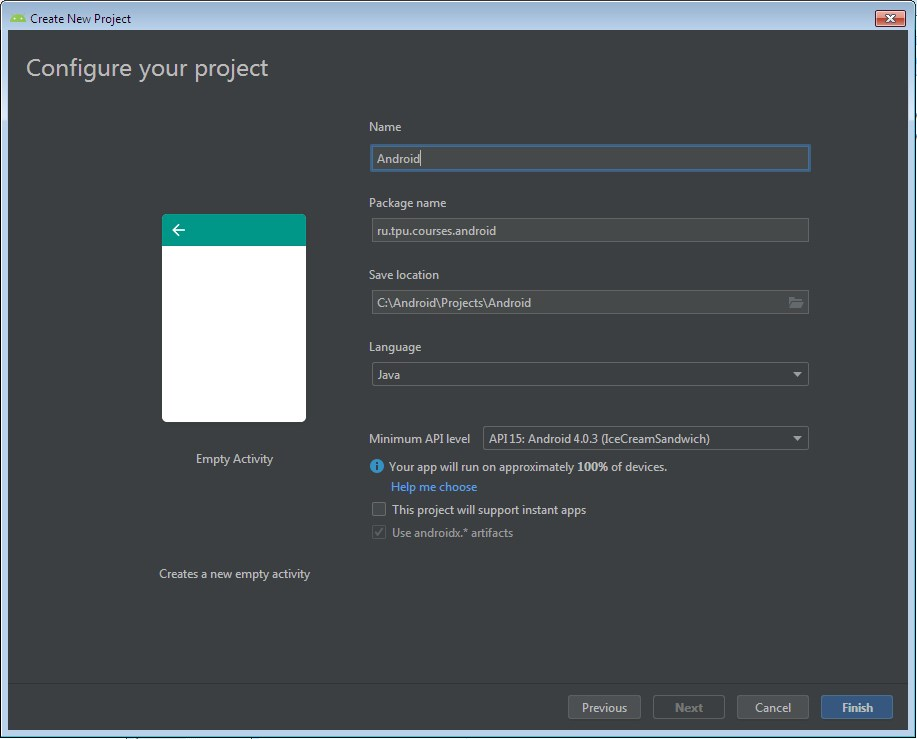 Create New Project
Configure your project
Name
Android
Package name
ru.tpu.courses.android
Save location
C:\Android\Projects\Android
Language
Java
Minimum API level API 15: Android 4.0.3 (IceCreamSandwich)
Your app will run on approximately 100% of devices.
Help me choose
This project will support instant apps
Use androidx.* artifacts
Empty Activity
Creates a new empty activity
Previous Next Cancel Finish